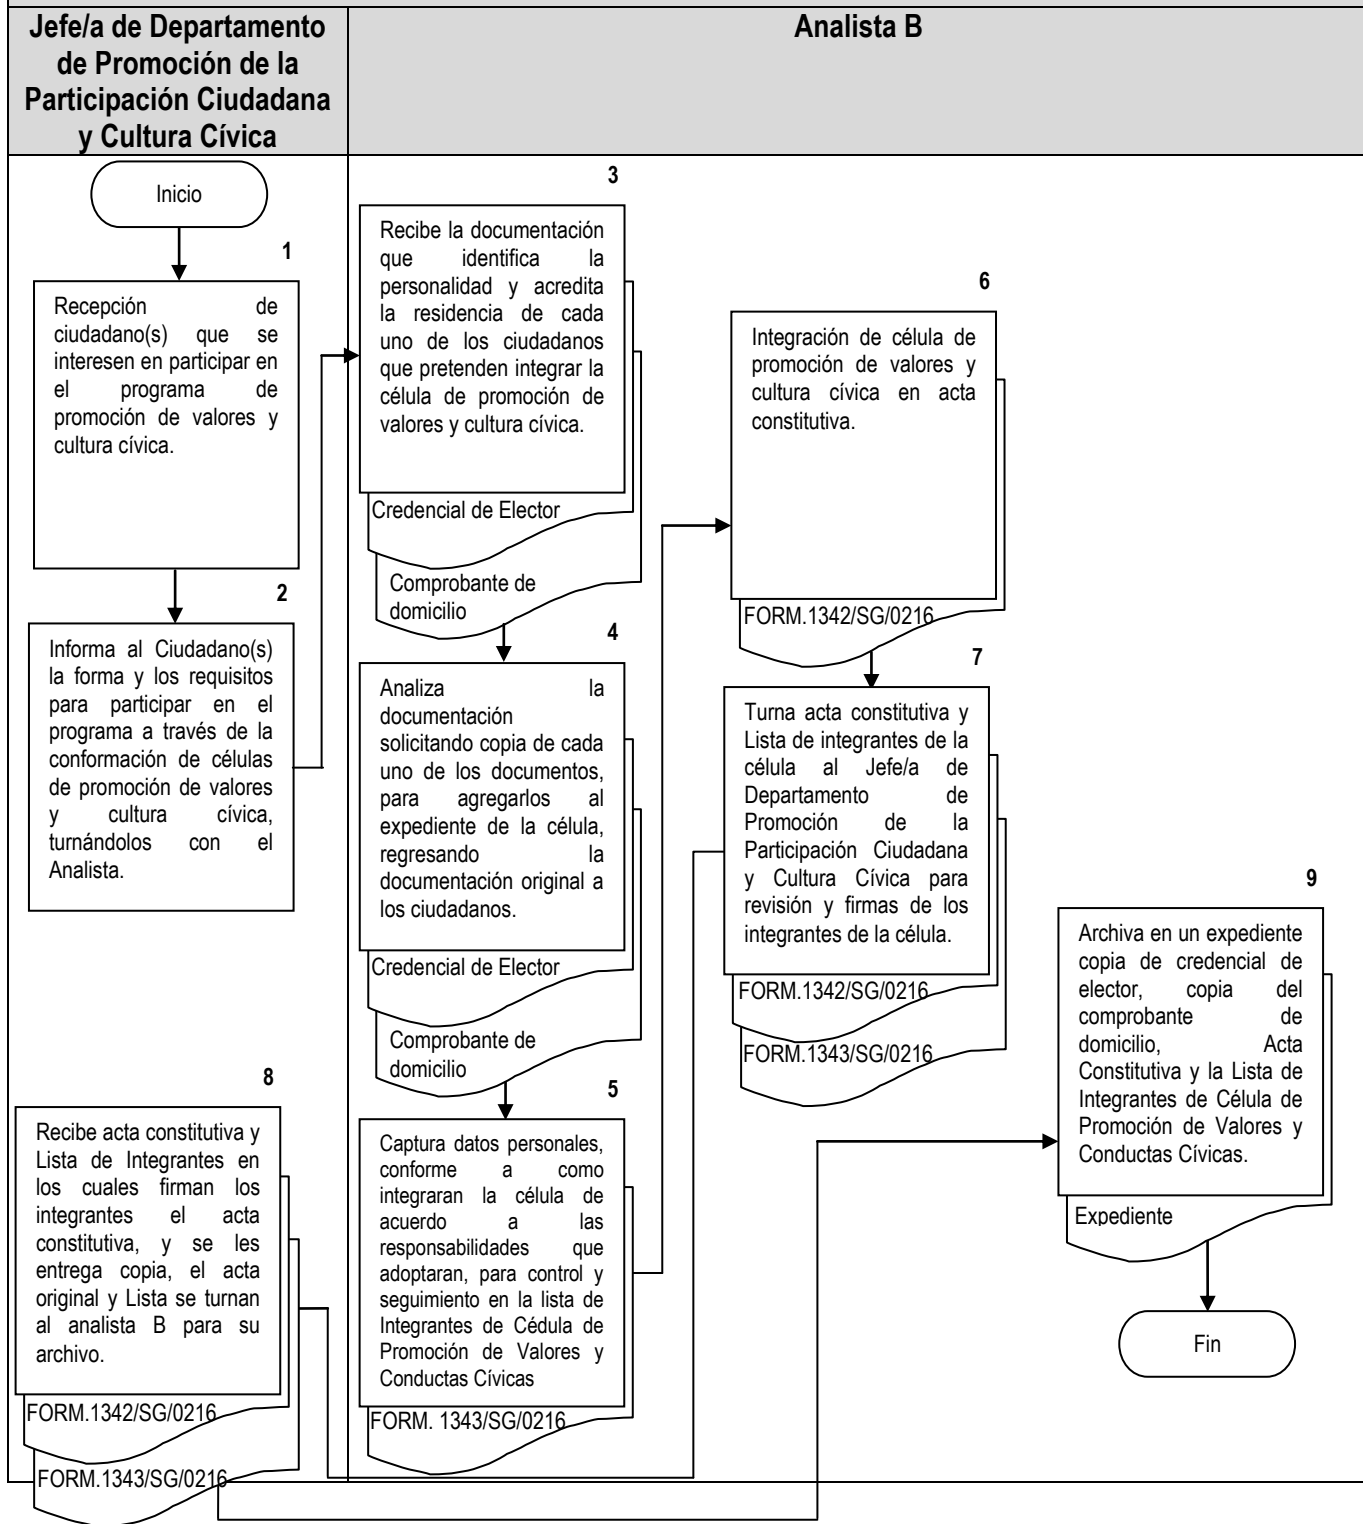 Jefe/a de Departamento
de Promoción de la
Participación Ciudadana
y Cultura Cívica
Analista B
Inicio
1
Recepción de
ciudadano(s) que se
interesen en participar en
el programa de
promoción de valores y
cultura cívica.
2
Informa al Ciudadano(s)
la forma y los requisitos
para participar en el
programa a través de la
conformación de células
de promoción de valores
y cultura cívica,
turnándolos con el
Analista.
3
Recibe la documentación
que identifica la
personalidad y acredita
la residencia de cada
uno de los ciudadanos
que pretenden integrar la
célula de promoción de
valores y cultura cívica.
Credencial de Elector
Comprobante de
domicilio
4
Analiza la
documentación
solicitando copia de cada
uno de los documentos,
para agregarlos al
expediente de la célula,
regresando la
documentación original a
los ciudadanos.
Credencial de Elector
Comprobante de
domicilio
5
Captura datos personales,
conforme a como
integraran la célula de
acuerdo a las
responsabilidades que
adoptaran, para control y
seguimiento en la lista de
Integrantes de Cédula de
Promoción de Valores y
Conductas Cívicas
FORM. 1343/SG/0216
6
Integración de célula de
promoción de valores y
cultura cívica en acta
constitutiva.
FORM.1342/SG/0216
7
Turna acta constitutiva y
Lista de integrantes de la
célula al Jefe/a de
Departamento de
Promoción de la
Participación Ciudadana
y Cultura Cívica para
revisión y firmas de los
integrantes de la célula.
FORM.1342/SG/0216
FORM.1343/SG/0216
8
Recibe acta constitutiva y
Lista de Integrantes en
los cuales firman los
integrantes el acta
constitutiva, y se les
entrega copia, el acta
original y Lista se turnan
al analista B para su
archivo.
FORM.1342/SG/0216
FORM.1343/SG/0216
9
Archiva en un expediente
copia de credencial de
elector, copia del
comprobante de
domicilio, Acta
Constitutiva y la Lista de
Integrantes de Célula de
Promoción de Valores y
Conductas Cívicas.
Expediente
Fin